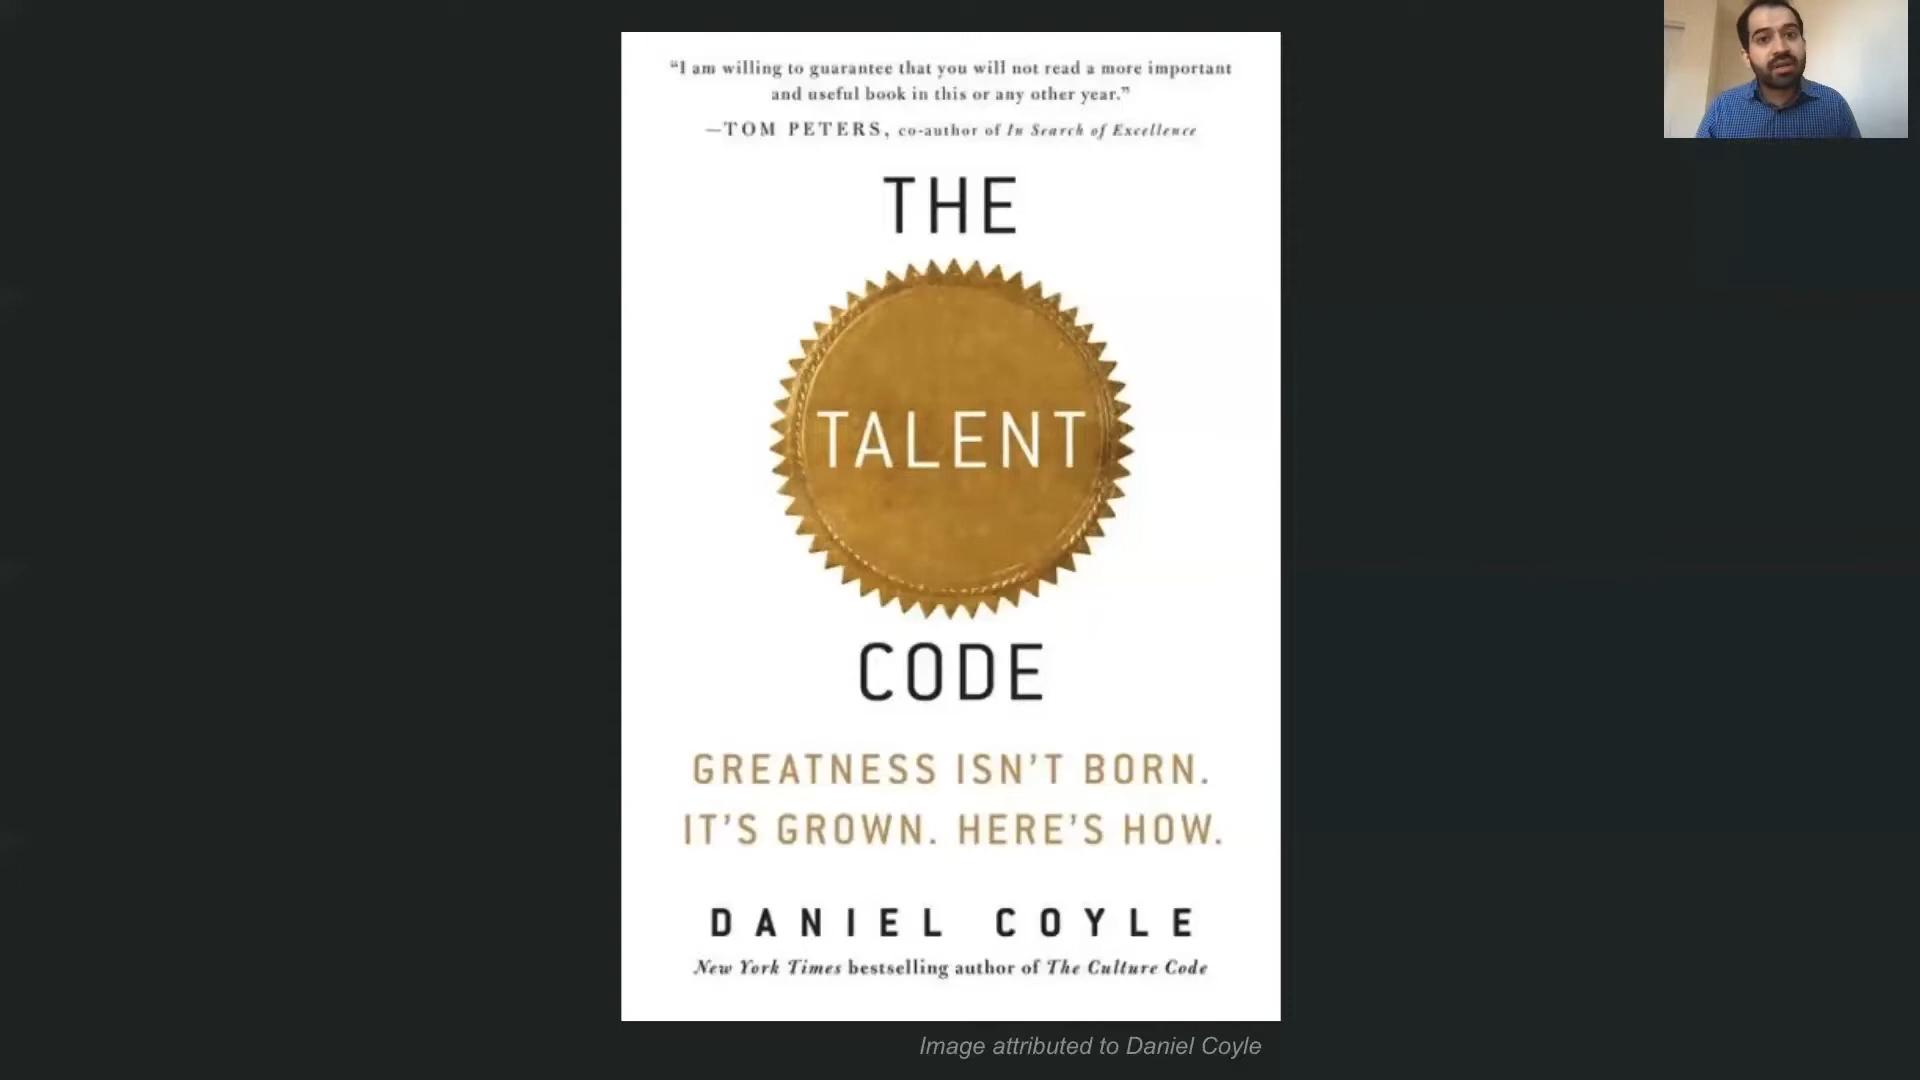 “I am willing to guarantee that you will not read a more important
and useful book in this or any other year.”
—TOM PETERS, co-author of In Search of Excellence
THE
TALENT
CODE
GREATNESS ISN’T BORN.
IT’S GROWN. HERE’S HOW.
DANIEL COYLE
New York Times bestselling author of The Culture Code
Image attributed to Daniel Coyle